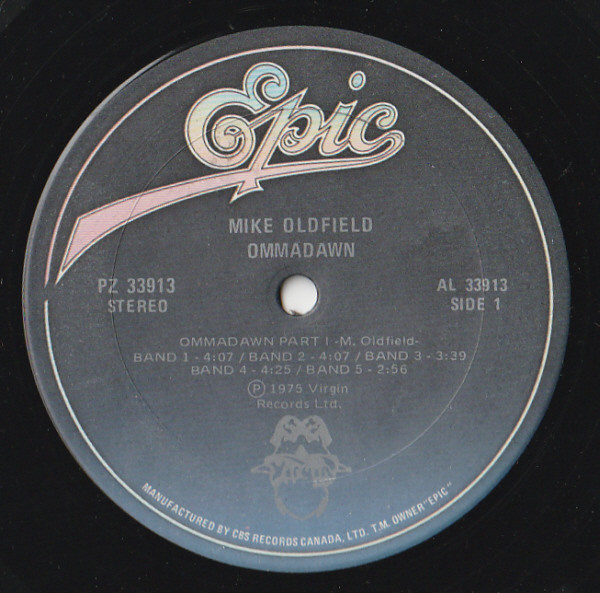 Epic
MIKE OLDFIELD
OMMADAWN
PZ 33913
STEREO
AL 33913
SIDE 1
OMMADAWN PART I -M. Oldfield-
BAND 1 - 4:07 / BAND 2 - 4:07 / BAND 3 - 3:39
BAND 4 - 4:25 / BAND 5 - 2:56
Ⓟ 1975 Virgin
Records Ltd.
Virgin
MANUFACTURED BY CBS RECORDS CANADA, LTD. T.M. OWNER "EPIC"